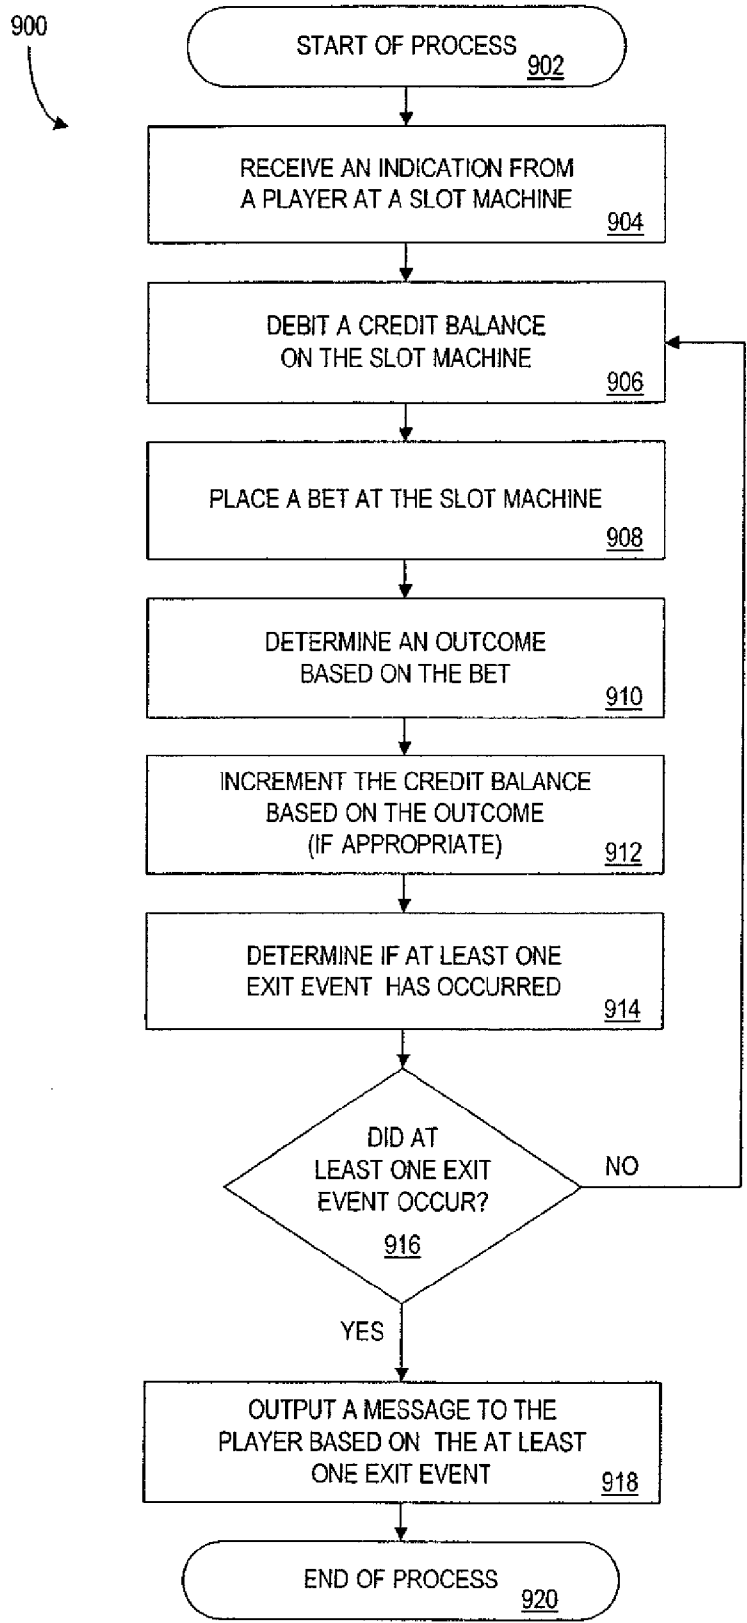 900
START OF PROCESS
902
RECEIVE AN INDICATION FROM
A PLAYER AT A SLOT MACHINE
904
DEBIT A CREDIT BALANCE
ON THE SLOT MACHINE
906
PLACE A BET AT THE SLOT MACHINE
908
DETERMINE AN OUTCOME
BASED ON THE BET
910
INCREMENT THE CREDIT BALANCE
BASED ON THE OUTCOME
(IF APPROPRIATE)
912
DETERMINE IF AT LEAST ONE
EXIT EVENT HAS OCCURRED
914
DID AT
LEAST ONE EXIT
EVENT OCCUR?
916
NO
YES
OUTPUT A MESSAGE TO THE
PLAYER BASED ON THE AT LEAST
ONE EXIT EVENT
918
END OF PROCESS
920